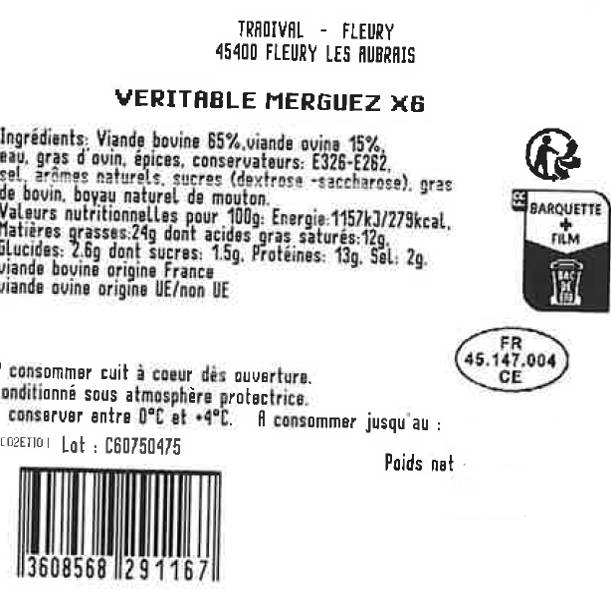 TRADIVAL - FLEURY
45400 FLEURY LES AUBRAIS
VERITABLE MERGUEZ X6
Ingrédients: Viande bovine 65%,viande ovine 15%,
eau, gras d'ovin, épices, conservateurs: E326-E262,
sel, arômes naturels, sucres (dextrose -saccharose), gras
de bovin, boyau naturel de mouton.
Valeurs nutritionnelles pour 100g: Energie:1157kJ/279kcal,
Matières grasses:24g dont acides gras saturés:12g,
Glucides: 2.6g dont sucres: 1.5g, Protéines: 13g, Sel: 2g.
viande bovine origine France
viande ovine origine UE/non UE
FR
BARQUETTE
+
FILM
BAC
DE
TRI
FR
45.147.004
CE
consommer cuit à coeur dès ouverture.
onditionné sous atmosphère protectrice.
conserver entre 0°C et +4°C. A consommer jusqu'au :
Lot : C60750475
Poids net
3608568 291167